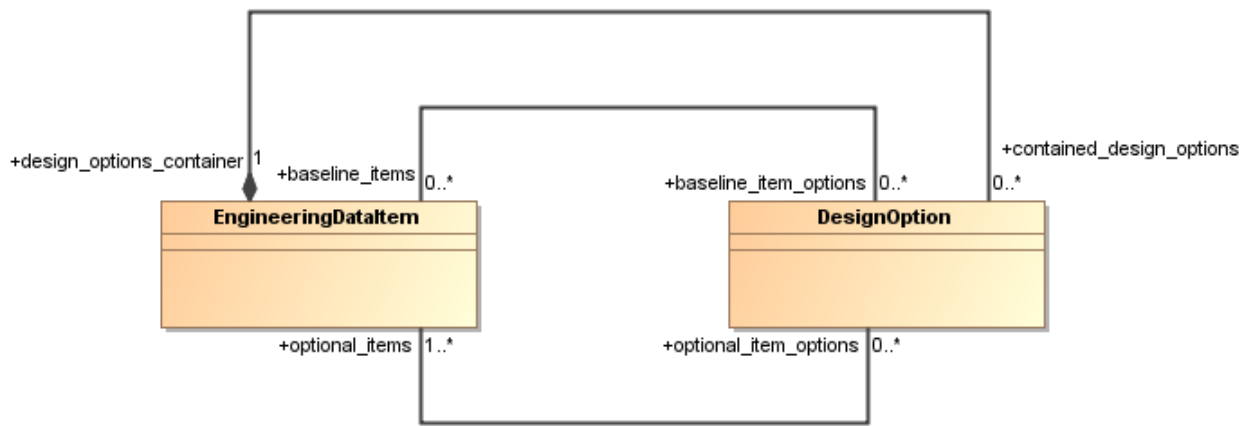 +design_options_container
1
+contained_design_options
0..*
+baseline_items
0..*
+baseline_item_options
0..*
EngineeringDataItem
DesignOption
+optional_items
1..*
+optional_item_options
0..*